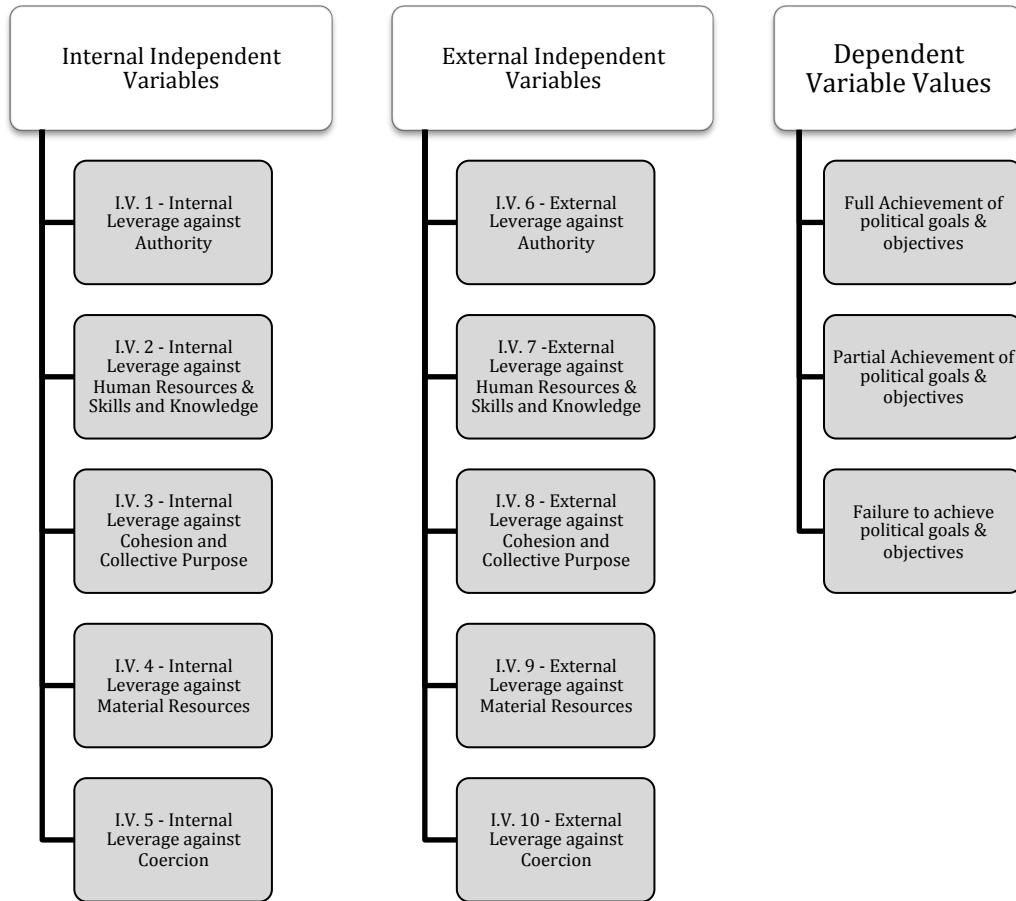 Internal Independent
Variables
I.V. 1 - Internal
Leverage against
Authority
I.V. 2 - Internal
Leverage against
Human Resources &
Skills and Knowledge
I.V. 3 - Internal
Leverage against
Cohesion and
Collective Purpose
I.V. 4 - Internal
Leverage against
Material Resources
I.V. 5 - Internal
Leverage against
Coercion
External Independent
Variables
I.V. 6 - External
Leverage against
Authority
I.V. 7 -External
Leverage against
Human Resources &
Skills and Knowledge
I.V. 8 - External
Leverage against
Cohesion and
Collective Purpose
I.V. 9 - External
Leverage against
Material Resources
I.V. 10 - External
Leverage against
Coercion
Dependent
Variable Values
Full Achievement of
political goals &
objectives
Partial Achievement of
political goals &
objectives
Failure to achieve
political goals &
objectives